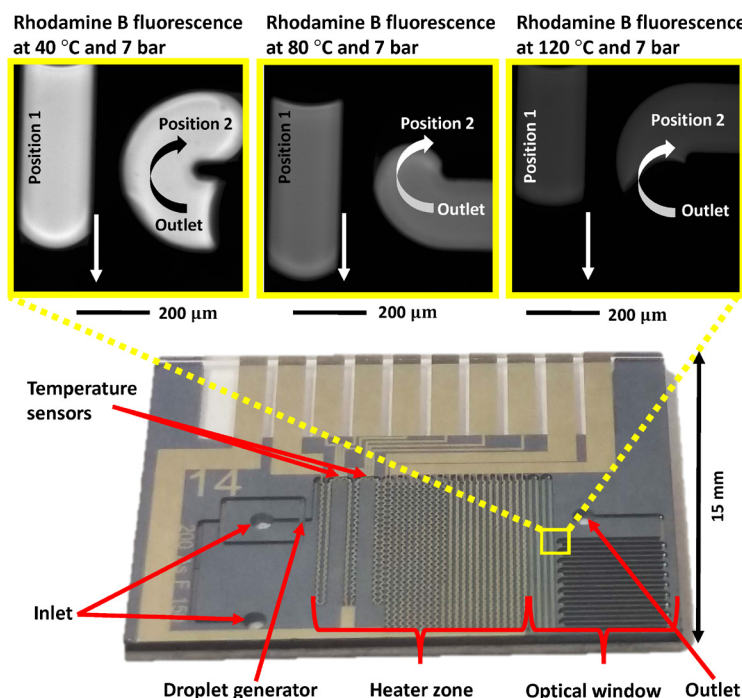 Rhodamine B fluorescence
at 40 °C and 7 bar
Rhodamine B fluorescence
at 80 °C and 7 bar
Rhodamine B fluorescence
at 120 °C and 7 bar
Position 1
Position 2
Outlet
Position 1
Position 2
Outlet
Position 1
Position 2
Outlet
200 μm
200 μm
200 μm
Temperature
sensors
14
15 mm
Inlet
Droplet generator
Heater zone
Optical window
Outlet